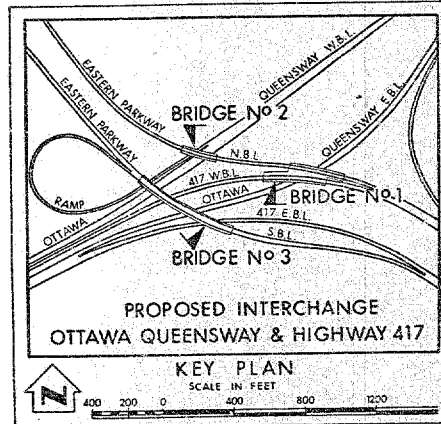 EASTERN PARKWAY
EASTERN PARKWAY
QUEENSWAY W.B.L.
QUEENSWAY E.B.L.
BRIDGE No 2
N.B.L.
417 W.B.L.
OTTAWA
BRIDGE No 1
RAMP
OTTAWA
417 E.B.L.
S.B.L.
BRIDGE No 3
PROPOSED INTERCHANGE
OTTAWA QUEENSWAY & HIGHWAY 417
KEY PLAN
SCALE IN FEET
N
400 200 0 400 800 1200